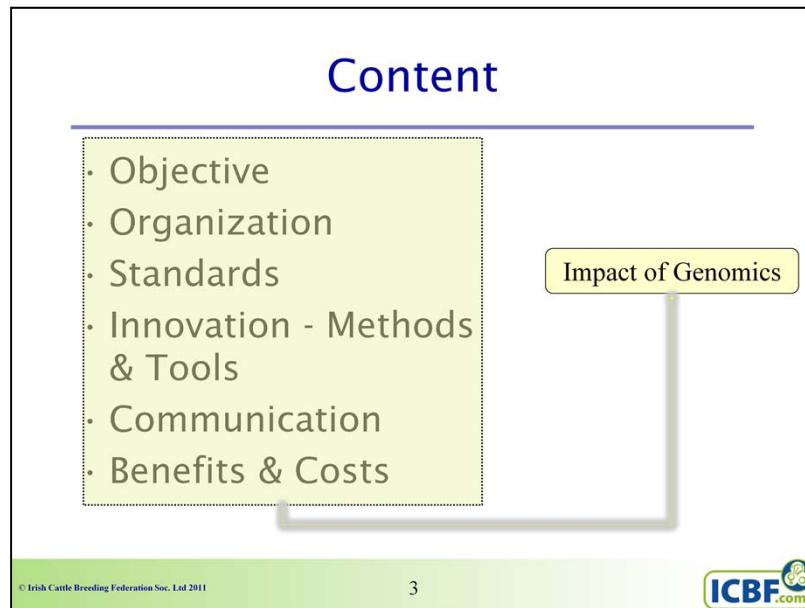 Content
· Objective
· Organization
· Standards
· Innovation - Methods
& Tools
· Communication
· Benefits & Costs
Impact of Genomics
© Irish Cattle Breeding Federation Soc. Ltd 2011
3
ICBF.com